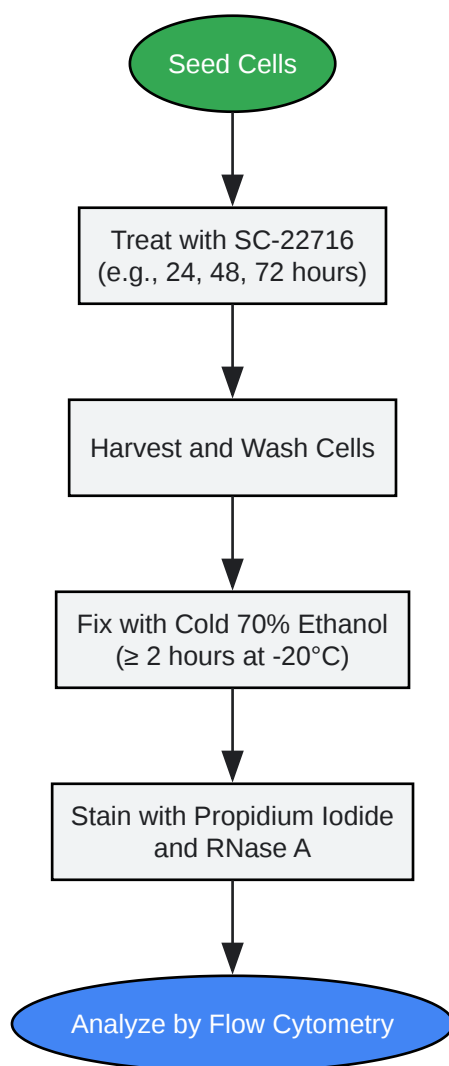 Seed Cells
Treat with SC-22716
(e.g., 24, 48, 72 hours)
Harvest and Wash Cells
Fix with Cold 70% Ethanol
(≥ 2 hours at -20°C)
Stain with Propidium Iodide
and RNase A
Analyze by Flow Cytometry